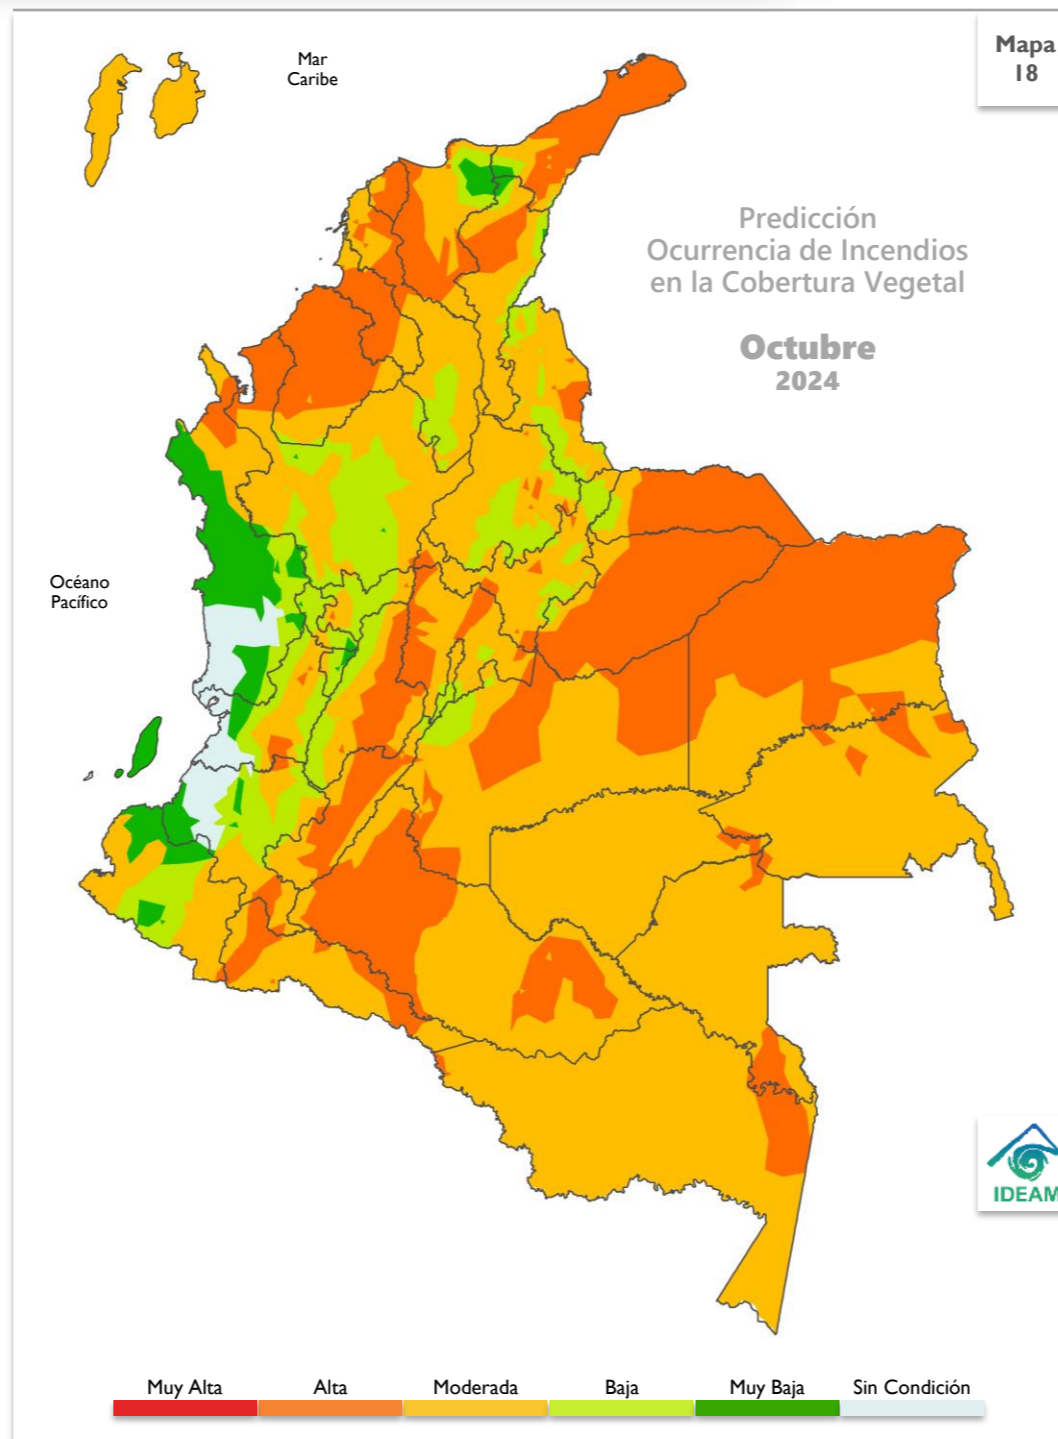 Mar
Caribe
Mapa
18
Predicción
Ocurrencia de Incendios
en la Cobertura Vegetal
Octubre
2024
Océano
Pacífico
IDEAM
Muy Alta
Alta
Moderada
Baja
Muy Baja
Sin Condición